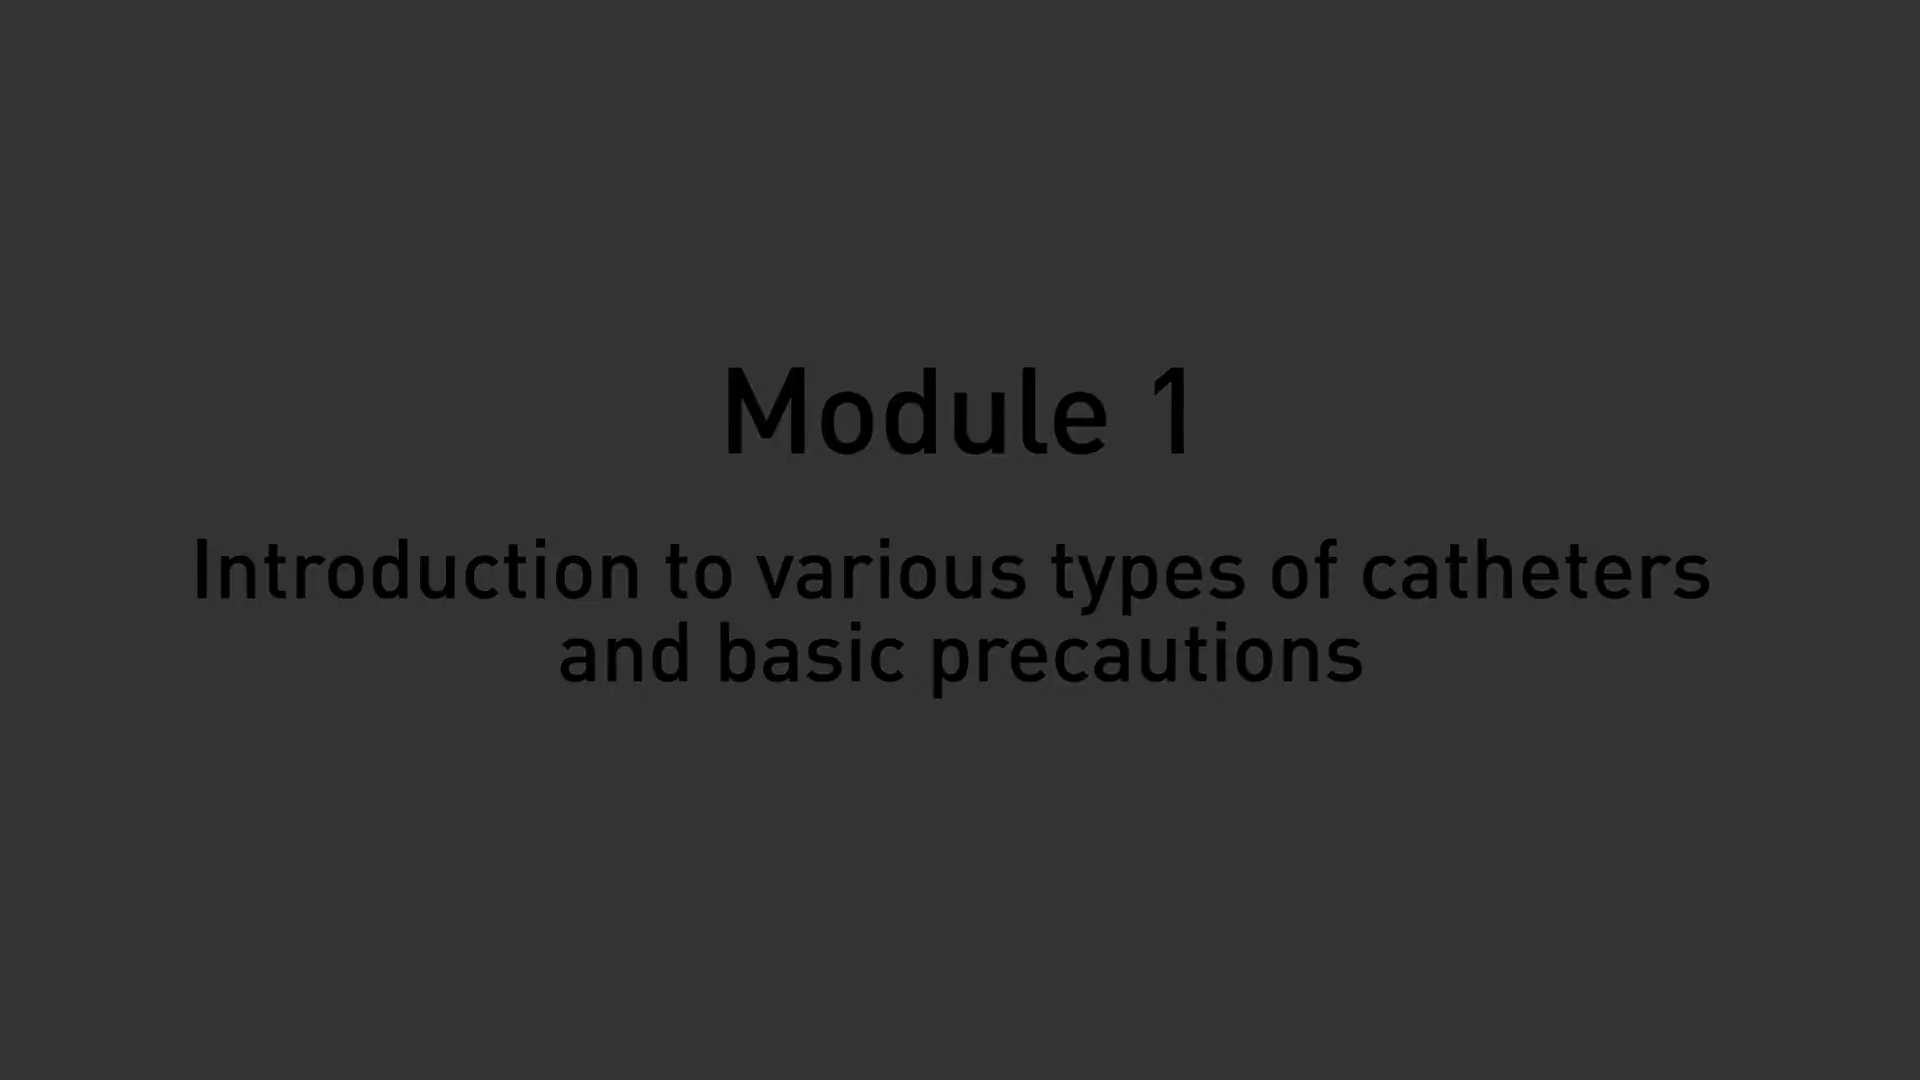 Module 1
Introduction to various types of catheters
and basic precautions